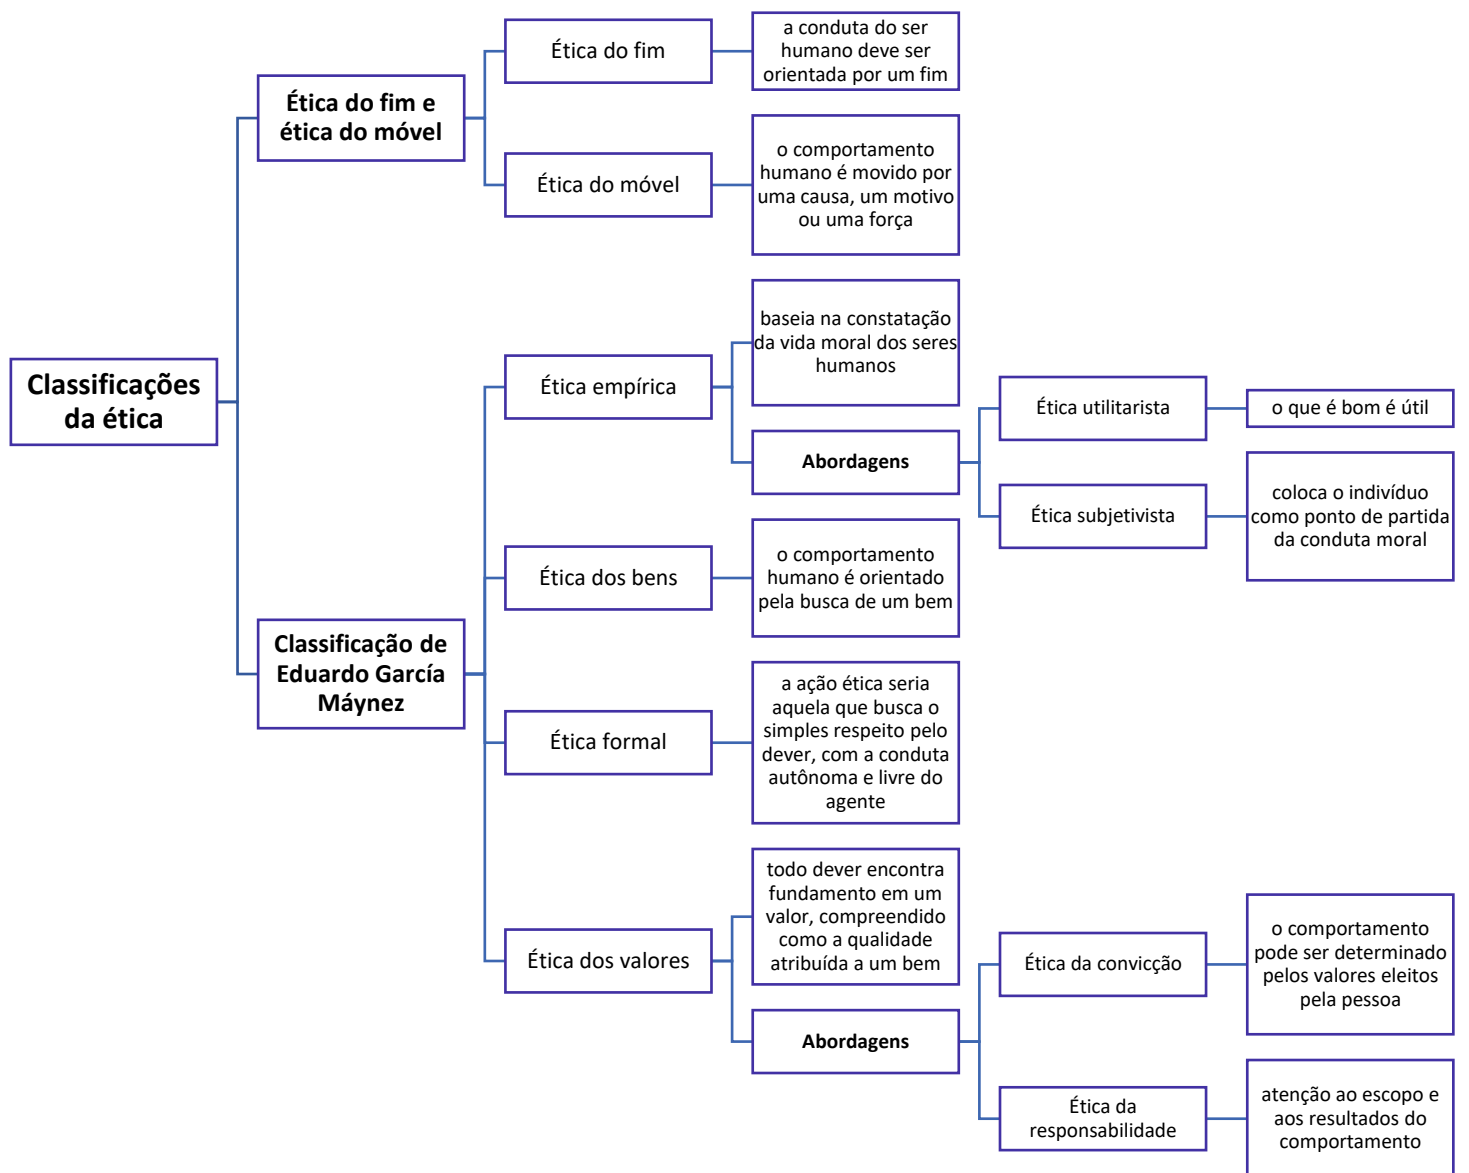 Classificações
da ética
Ética do fim e
ética do móvel
Ética do fim
a conduta do ser
humano deve ser
orientada por um fim
Ética do móvel
o comportamento
humano é movido por
uma causa, um motivo
ou uma força
Classificação de
Eduardo García
Máynez
Ética empírica
baseia na constatação
da vida moral dos seres
humanos
Abordagens
Ética utilitarista
o que é bom é útil
Ética subjetivista
coloca o indivíduo
como ponto de partida
da conduta moral
Ética dos bens
o comportamento
humano é orientado
pela busca de um bem
Ética formal
a ação ética seria
aquela que busca o
simples respeito pelo
dever, com a conduta
autônoma e livre do
agente
Ética dos valores
todo dever encontra
fundamento em um
valor, compreendido
como a qualidade
atribuída a um bem
Abordagens
Ética da convicção
o comportamento
pode ser determinado
pelos valores eleitos
pela pessoa
Ética da
responsabilidade
atenção ao escopo e
aos resultados do
comportamento